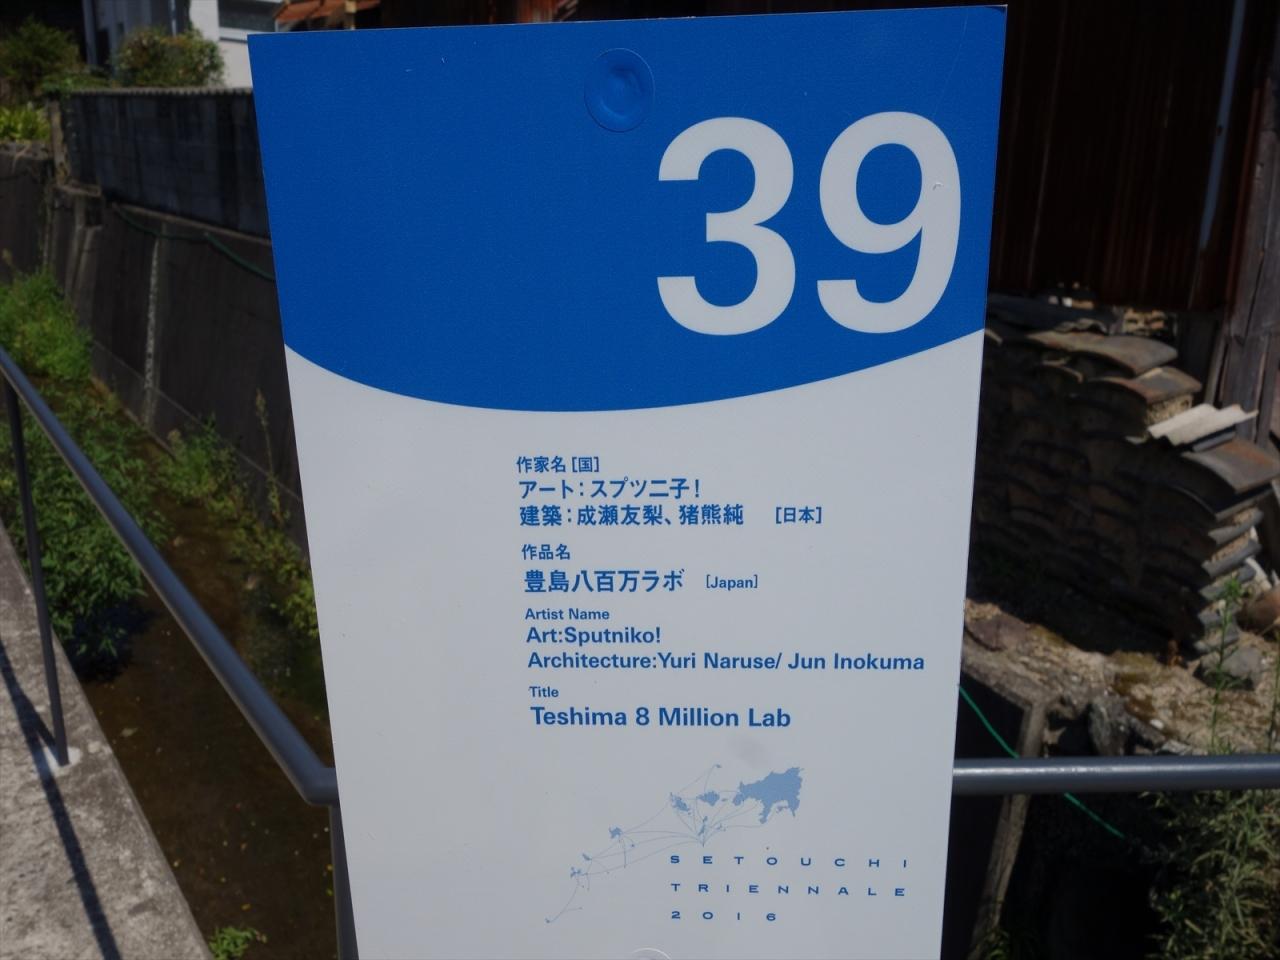 39
作家名［国］
アート：スプツニ子！
建築：成瀬友梨、猪熊純　［日本］
作品名
豊島八百万ラボ　［Japan］
Artist Name
Art:Sputniko!
Architecture:Yuri Naruse/ Jun Inokuma
Title
Teshima 8 Million Lab
SETOUCHI
TRIENNALE
2016